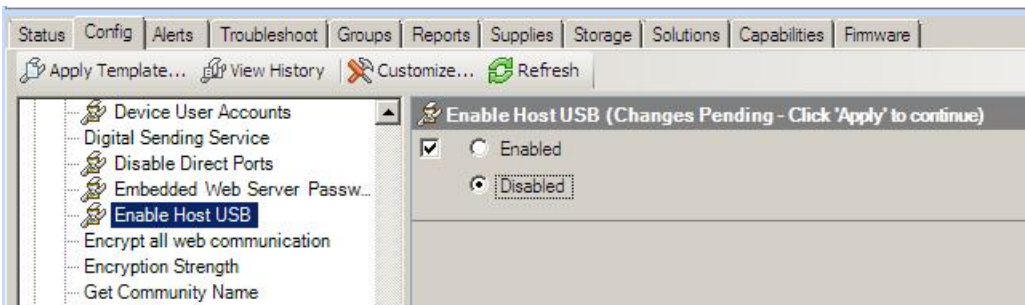 Status Config Alerts Troubleshoot Groups Reports Supplies Storage Solutions Capabilities Firmware
Apply Template... View History Customize... Refresh
Device User Accounts
Digital Sending Service
Disable Direct Ports
Embedded Web Server Passw...
Enable Host USB
Encrypt all web communication
Encryption Strength
Get Community Name
Enable Host USB (Changes Pending - Click 'Apply' to continue)
Enabled
Disabled